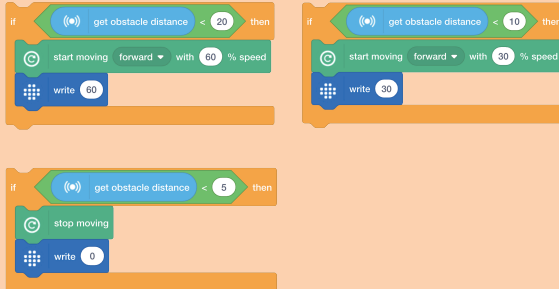 if get obstacle distance < 20 then
start moving forward with 60 % speed
write 60
if get obstacle distance < 10 then
start moving forward with 30 % speed
write 30
if get obstacle distance < 5 then
stop moving
write 0